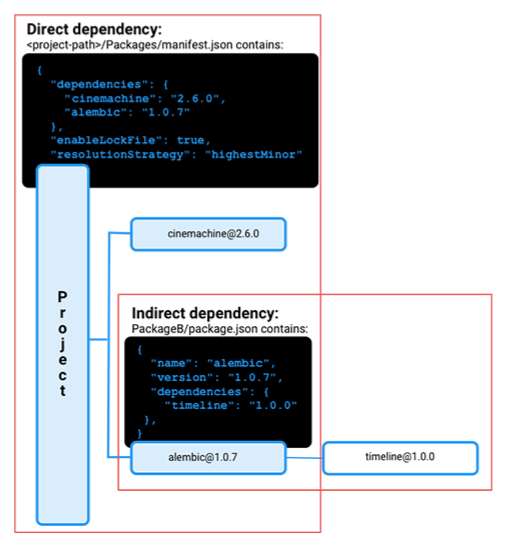 Direct dependency:
<project-path>/Packages/manifest.json contains:
{
"dependencies": {
"cinemachine": "2.6.0",
"alembic": "1.0.7"
},
"enableLockFile": true,
"resolutionStrategy": "highestMinor"
Project
cinemachine@2.6.0
Indirect dependency:
PackageB/package.json contains:
{
"name": "alembic",
"version": "1.0.7",
"dependencies": {
"timeline": "1.0.0"
},
}
alembic@1.0.7
timeline@1.0.0